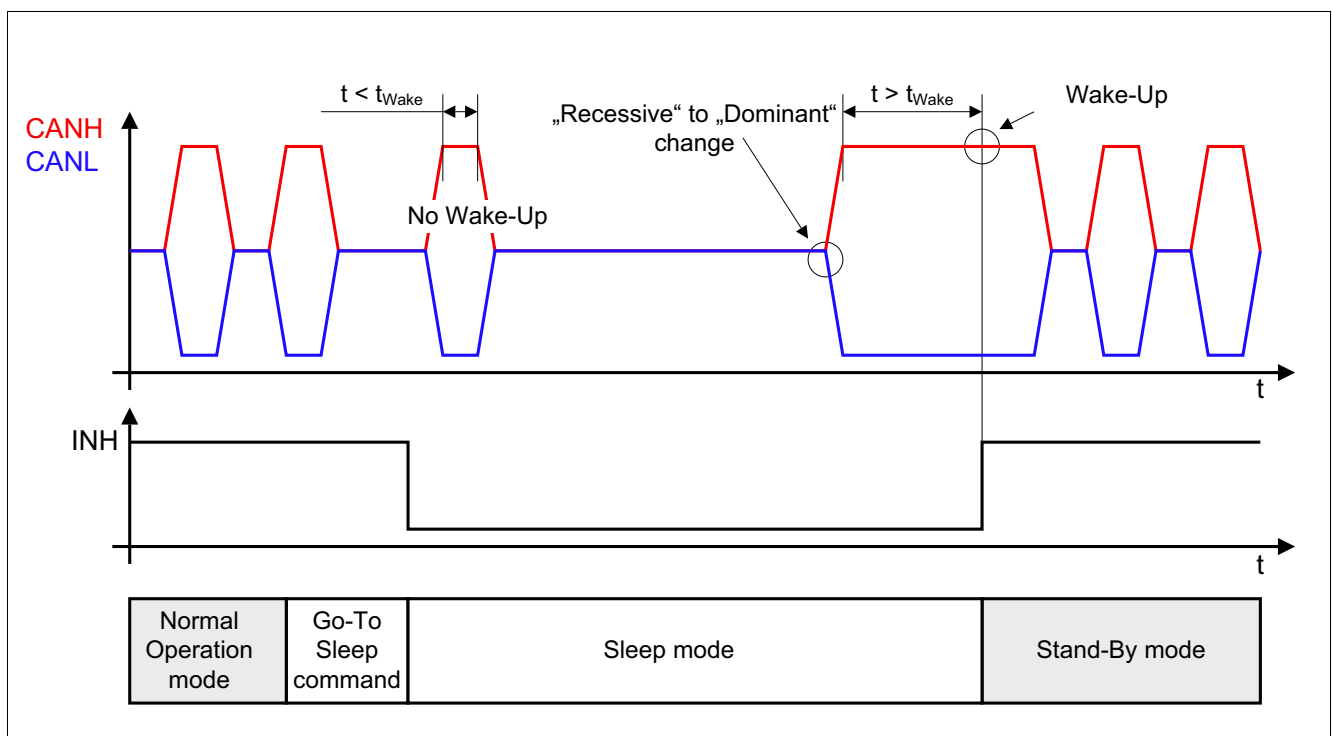 t < tWake
„Recessive“ to „Dominant“
change
t > tWake
Wake-Up
CANH
CANL
No Wake-Up
t
INH
t
Normal
Operation
mode
Go-To
Sleep
command
Sleep mode
Stand-By mode